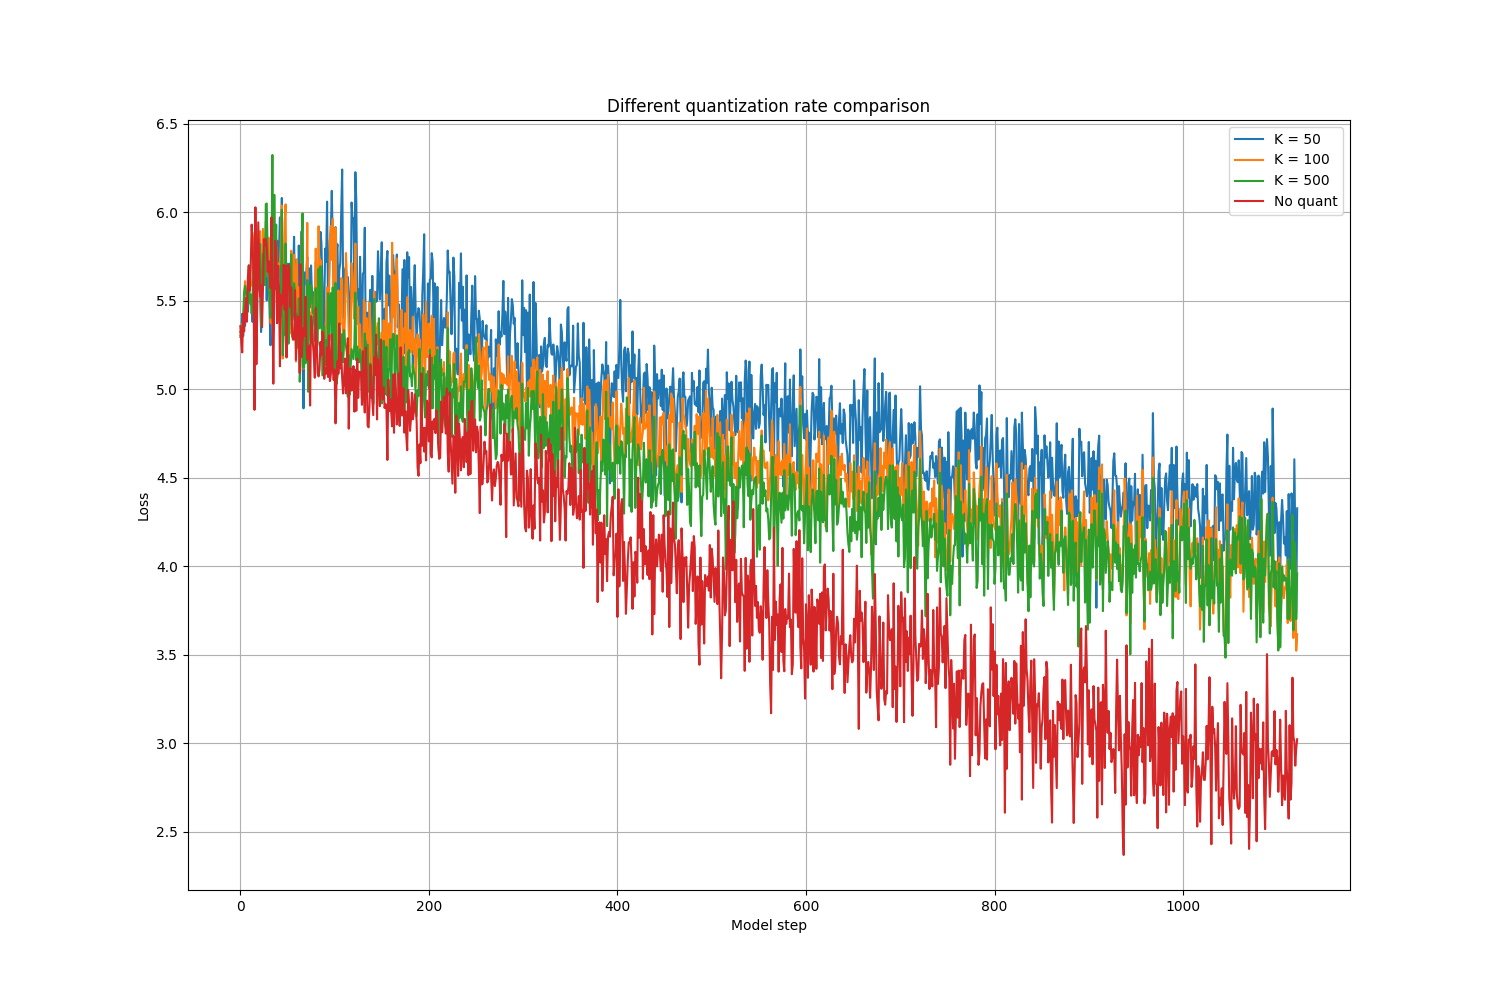 Different quantization rate comparison
6.5
6.0
5.5
5.0
4.5
4.0
3.5
3.0
2.5
Loss
K = 50
K = 100
K = 500
No quant
0 200 400 600 800 1000
Model step